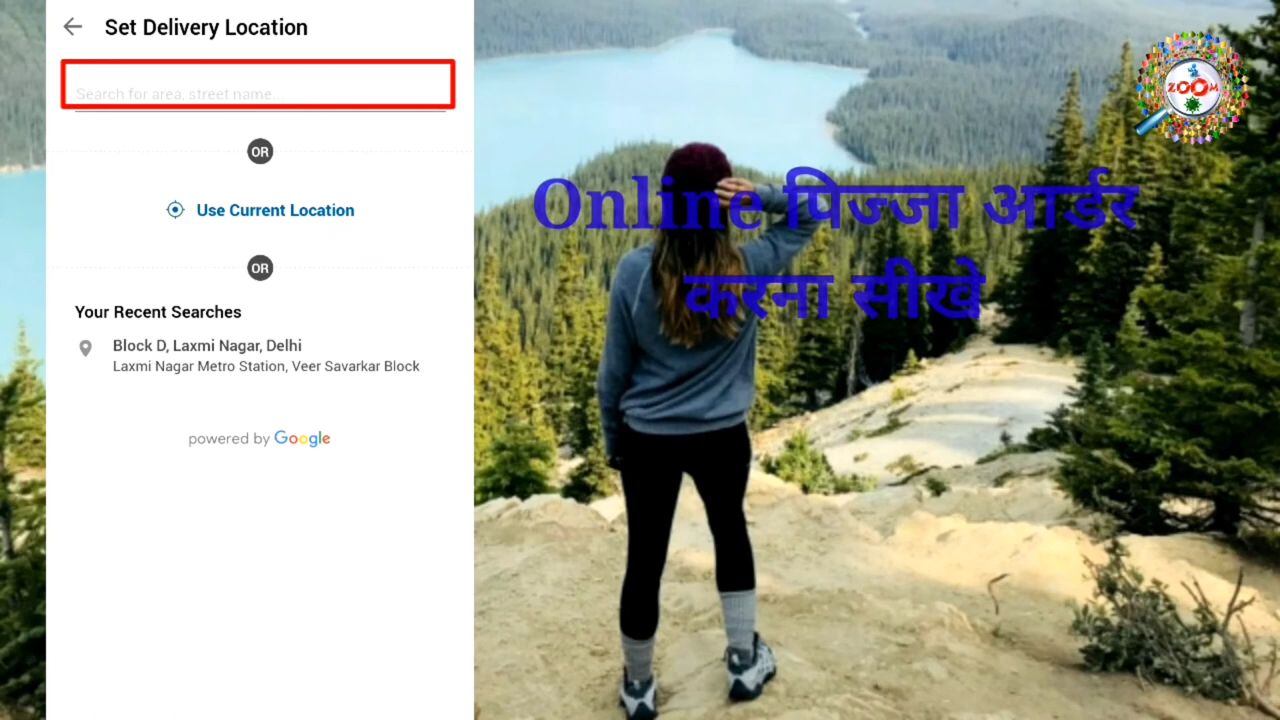 Set Delivery Location
Search for area, street name...
OR
Use Current Location
OR
Your Recent Searches
Block D, Laxmi Nagar, Delhi
Laxmi Nagar Metro Station, Veer Savarkar Block
powered by Google
ZOOM
Online पिज्जा आर्डर
करना सीखे